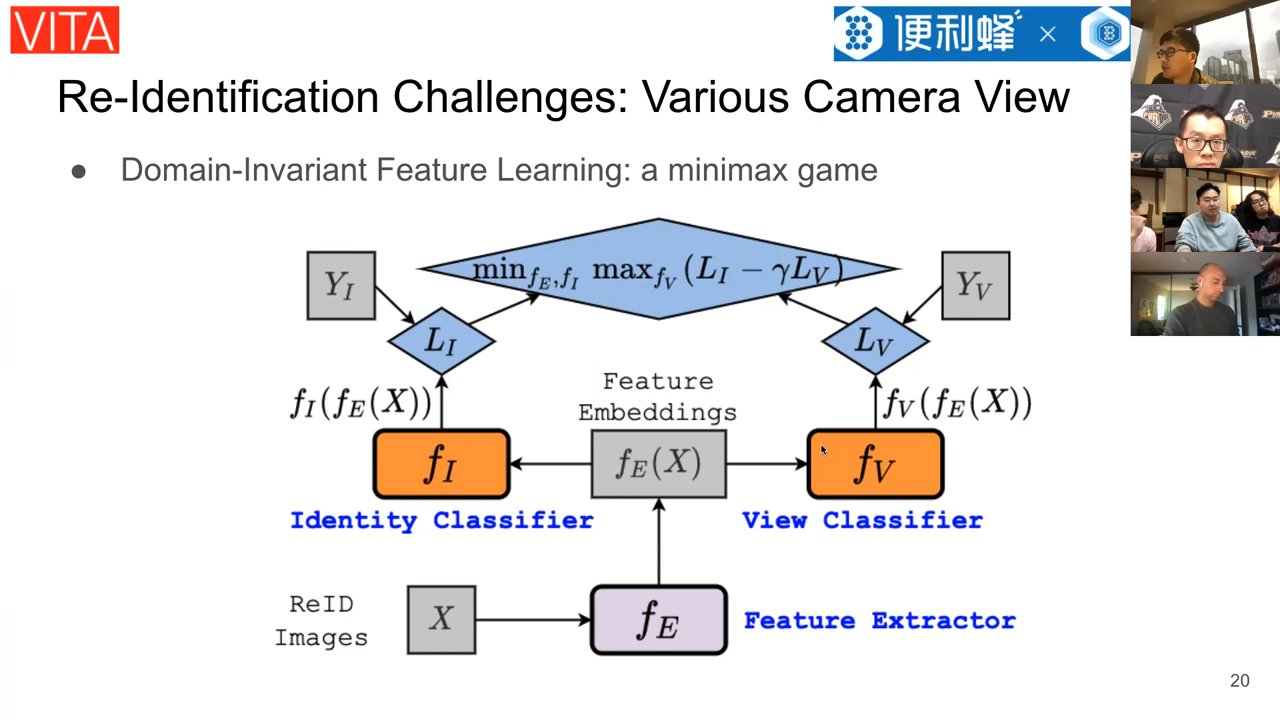 VITA
便利蜂 ×
Re-Identification Challenges: Various Camera View
● Domain-Invariant Feature Learning: a minimax game
min_{f_E, f_I} max_{f_V} (L_I − γL_V)
Y_I
Y_V
L_I
L_V
f_I(f_E(X))
Feature
Embeddings
f_V(f_E(X))
f_I
f_E(X)
f_V
Identity Classifier
View Classifier
ReID
Images
X
f_E
Feature Extractor
20